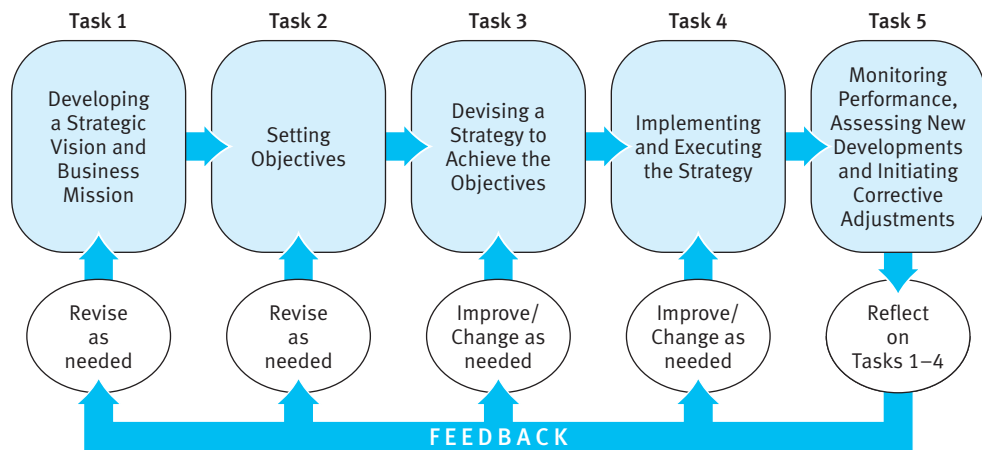 Task 1
Task 2
Task 3
Task 4
Task 5
Developing
a Strategic
Vision and
Business
Mission
Setting
Objectives
Devising a
Strategy to
Achieve the
Objectives
Implementing
and Executing
the Strategy
Monitoring
Performance,
Assessing New
Developments
and Initiating
Corrective
Adjustments
Revise
as
needed
Revise
as
needed
Improve/
Change as
needed
Improve/
Change as
needed
Reflect
on
Tasks 1–4
FEEDBACK